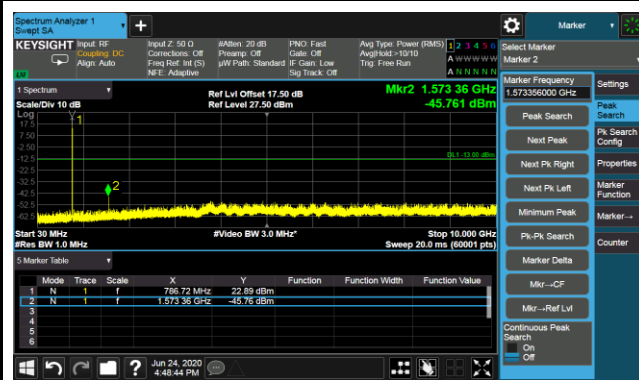 Spectrum Analyzer 1
Swept SA
+
Marker
KEYSIGHT
Input: RF
Coupling: DC
Align: Auto
Input Z: 50 Ω
Corrections: Off
Freq Ref: Int (S)
NFE: Adaptive
#Atten: 20 dB
Preamp: Off
µW Path: Standard
PNO: Fast
Gate: Off
IF Gain: Low
Sig Track: Off
Avg Type: Power (RMS)
Avg|Hold:>10/10
Trig: Free Run
1 2 3 4 5 6
A W W W W W
A N N N N N
LXI
Select Marker
Marker 2
1 Spectrum
Scale/Div 10 dB
Log
Ref Lvl Offset 17.50 dB
Ref Level 27.50 dBm
Mkr2 1.573 36 GHz
-45.761 dBm
17.5
7.50
-2.50
-12.5
-22.5
-32.5
-42.5
-52.5
-62.5
1
2
DL1 -13.00 dBm
Start 30 MHz
#Res BW 1.0 MHz
#Video BW 3.0 MHz*
Stop 10.000 GHz
Sweep 20.0 ms (60001 pts)
5 Marker Table
Mode Trace Scale X Y Function Function Width Function Value
1 N 1 f 786.72 MHz 22.89 dBm
2 N 1 f 1.573 36 GHz -45.76 dBm
3
4
5
6
Marker Frequency
1.573356000 GHz
Peak Search
Next Peak
Next Pk Right
Next Pk Left
Minimum Peak
Pk-Pk Search
Marker Delta
Mkr→CF
Mkr→Ref Lvl
Continuous Peak
Search
On
Off
Settings
Peak
Search
Pk Search
Config
Properties
Marker
Function
Marker→
Counter
?
Jun 24, 2020
4:48:44 PM